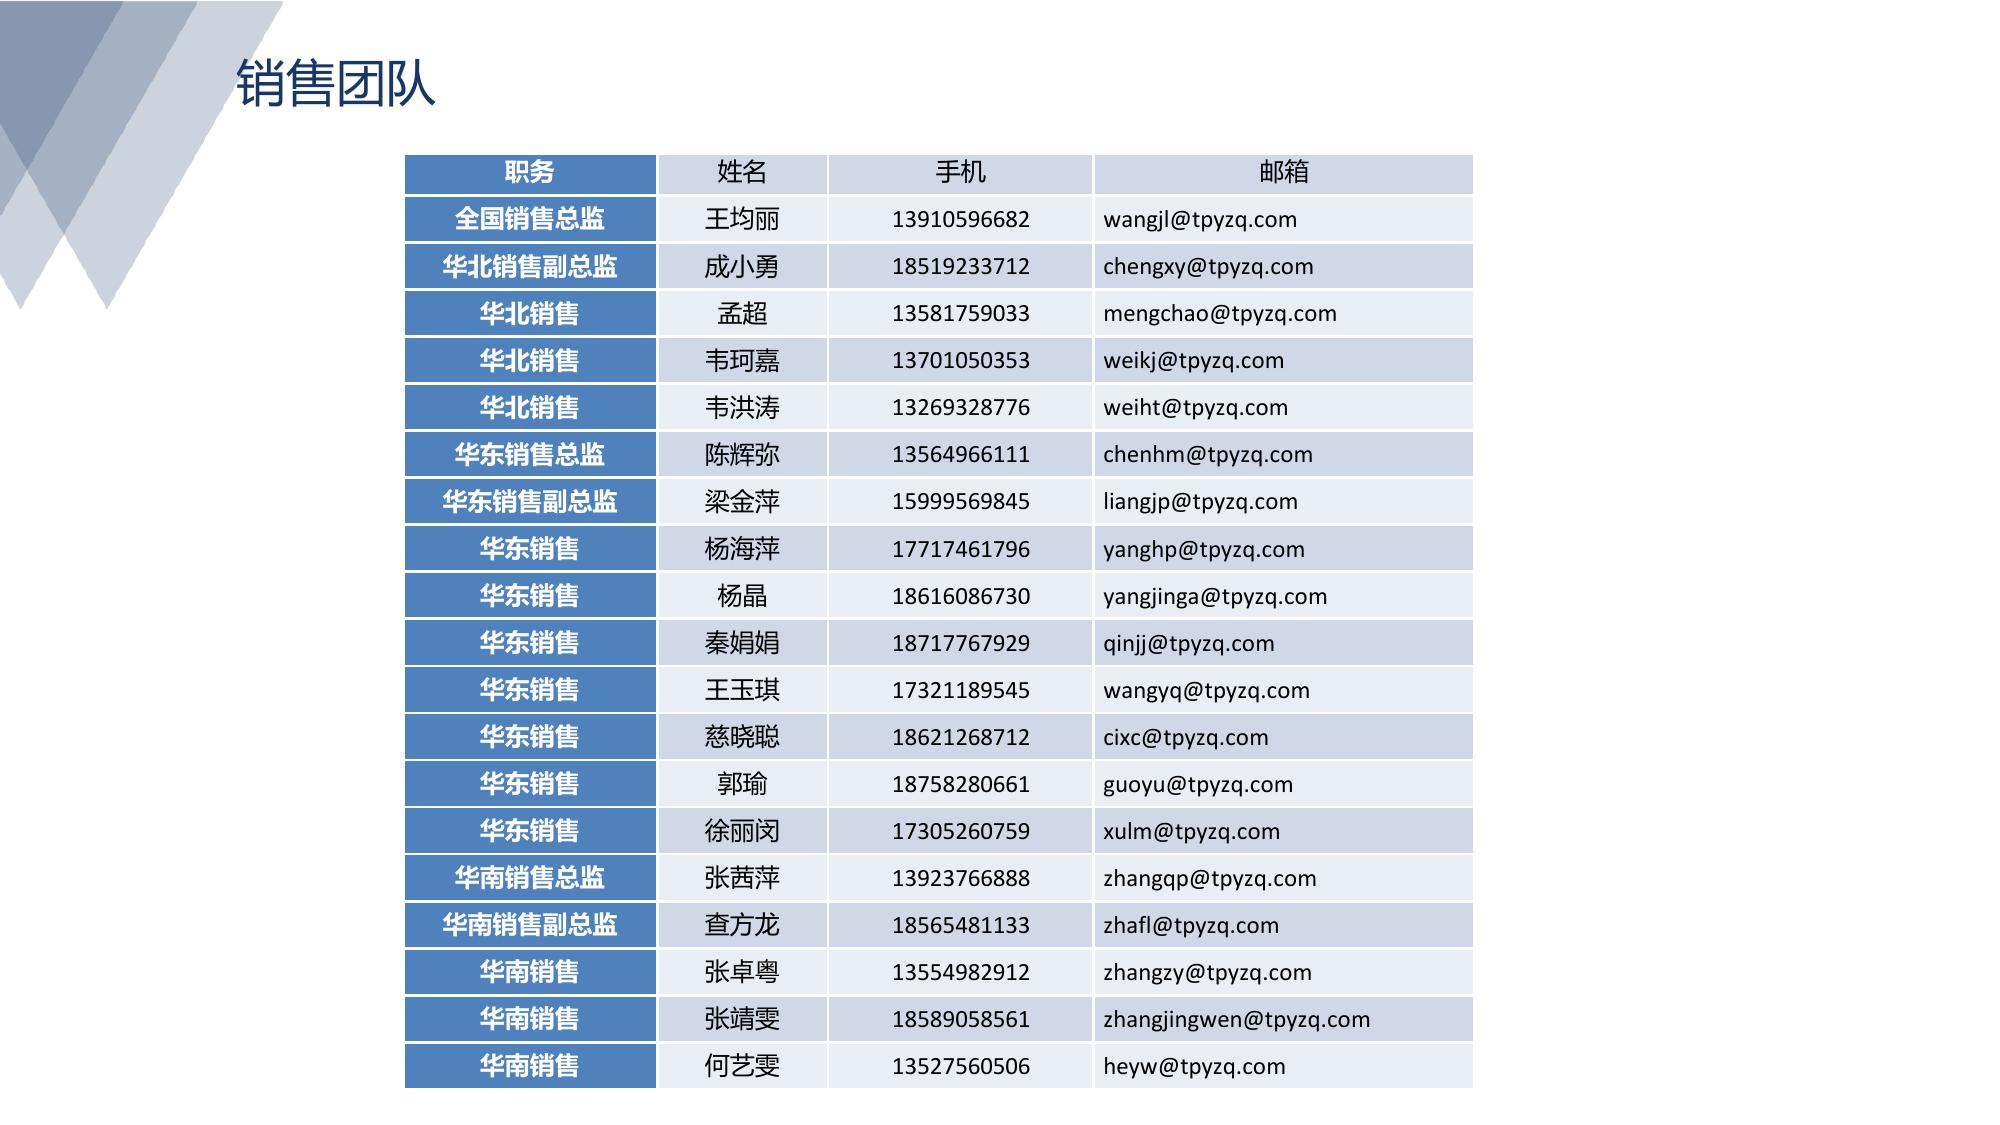 销售团队
职务 姓名 手机 邮箱
全国销售总监 王均丽 13910596682 wangjl@tpyzq.com
华北销售副总监 成小勇 18519233712 chengxy@tpyzq.com
华北销售 孟超 13581759033 mengchao@tpyzq.com
华北销售 韦珂嘉 13701050353 weikj@tpyzq.com
华北销售 韦洪涛 13269328776 weiht@tpyzq.com
华东销售总监 陈辉弥 13564966111 chenhm@tpyzq.com
华东销售副总监 梁金萍 15999569845 liangjp@tpyzq.com
华东销售 杨海萍 17717461796 yanghp@tpyzq.com
华东销售 杨晶 18616086730 yangjinga@tpyzq.com
华东销售 秦娟娟 18717767929 qinjj@tpyzq.com
华东销售 王玉琪 17321189545 wangyq@tpyzq.com
华东销售 慈晓聪 18621268712 cixc@tpyzq.com
华东销售 郭瑜 18758280661 guoyu@tpyzq.com
华东销售 徐丽闵 17305260759 xulm@tpyzq.com
华南销售总监 张茜萍 13923766888 zhangqp@tpyzq.com
华南销售副总监 查方龙 18565481133 zhafl@tpyzq.com
华南销售 张卓粤 13554982912 zhangzy@tpyzq.com
华南销售 张靖雯 18589058561 zhangjingwen@tpyzq.com
华南销售 何艺雯 13527560506 heyw@tpyzq.com